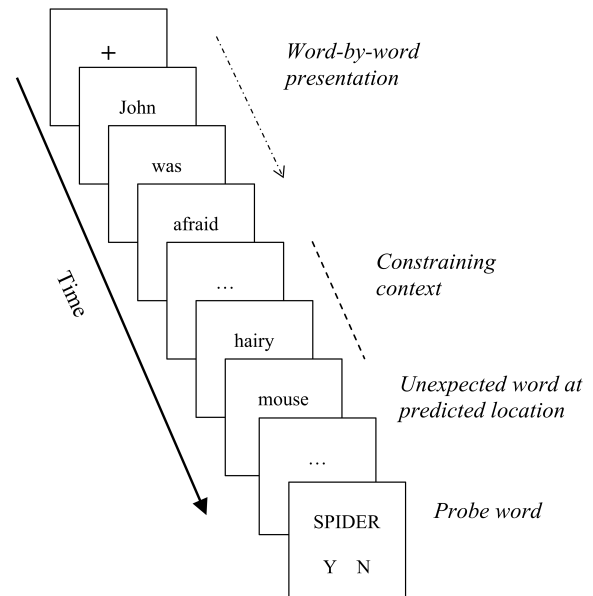 +
Word-by-word
presentation
John
was
afraid
Constraining
context
…
Time
hairy
Unexpected word at
predicted location
mouse
…
Probe word
SPIDER
Y N